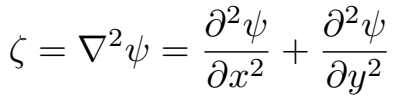 ζ = ∇²ψ = ∂²ψ/∂x² + ∂²ψ/∂y²